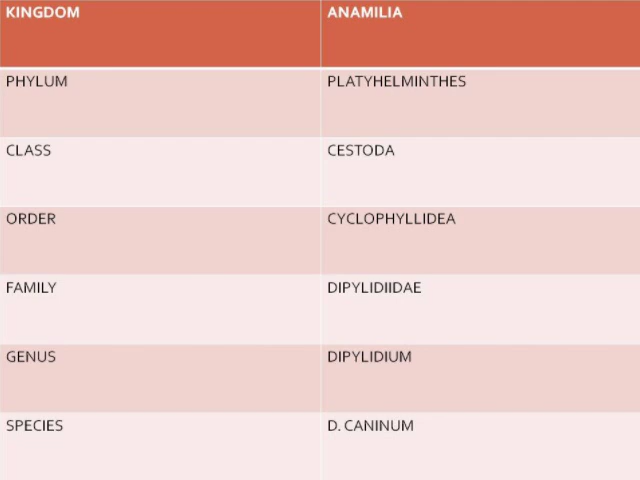 KINGDOM ANAMILIA
PHYLUM PLATYHELMINTHES
CLASS CESTODA
ORDER CYCLOPHYLLIDEA
FAMILY DIPYLIDIIDAE
GENUS DIPYLIDIUM
SPECIES D. CANINUM